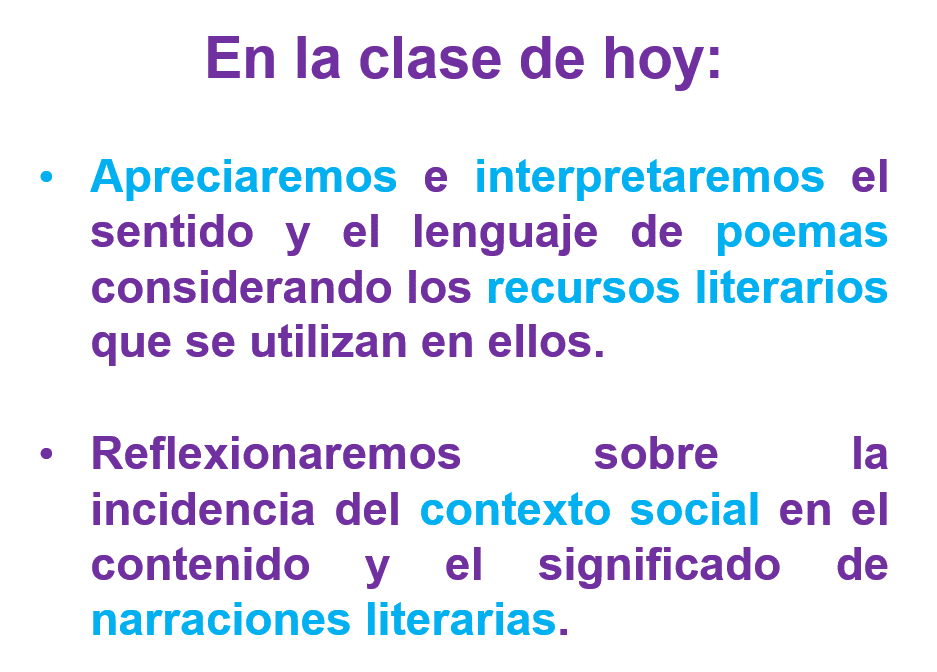 En la clase de hoy:
• Apreciaremos e interpretaremos el
sentido y el lenguaje de poemas
considerando los recursos literarios
que se utilizan en ellos.
• Reflexionaremos sobre la
incidencia del contexto social en el
contenido y el significado de
narraciones literarias.